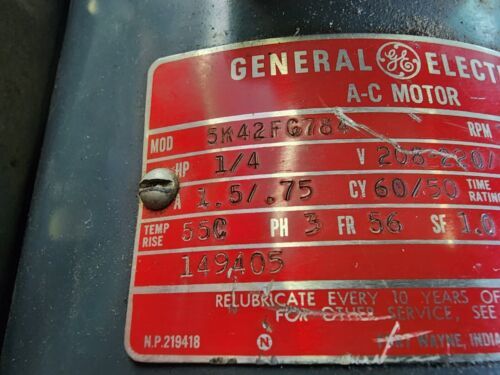 GENERAL GE ELECT
A-C MOTOR
MOD 5K42FG784 RPM
HP 1/4 V 208-220/
A 1.5/.75 CY 60/50 TIME RATING
TEMP RISE 55C PH 3 FR 56 SF 1.0
149405
RELUBRICATE EVERY 10 YEARS OF
FOR OTHER SERVICE, SEE
N.P.219418 N FORT WAYNE, INDIA